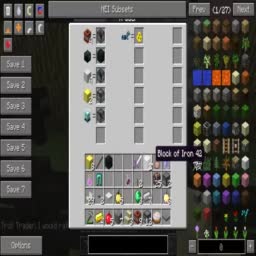 NEI Subsets
Prev
(1/27)
Next
Save 1
Save 2
Save 3
Save 4
Save 5
Save 6
Save 7
Block of Iron 42
Options
0